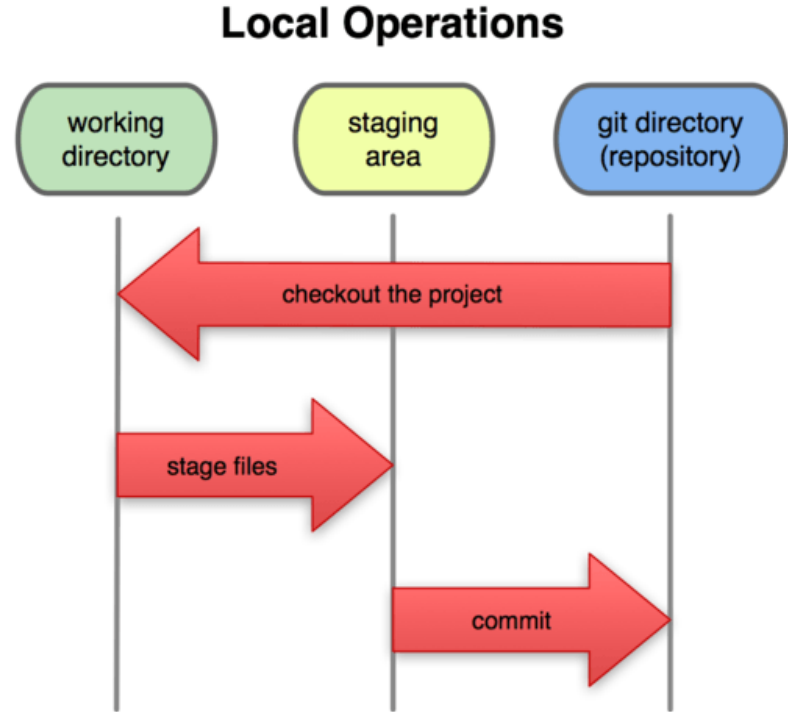 Local Operations
working
directory
staging
area
git directory
(repository)
checkout the project
stage files
commit